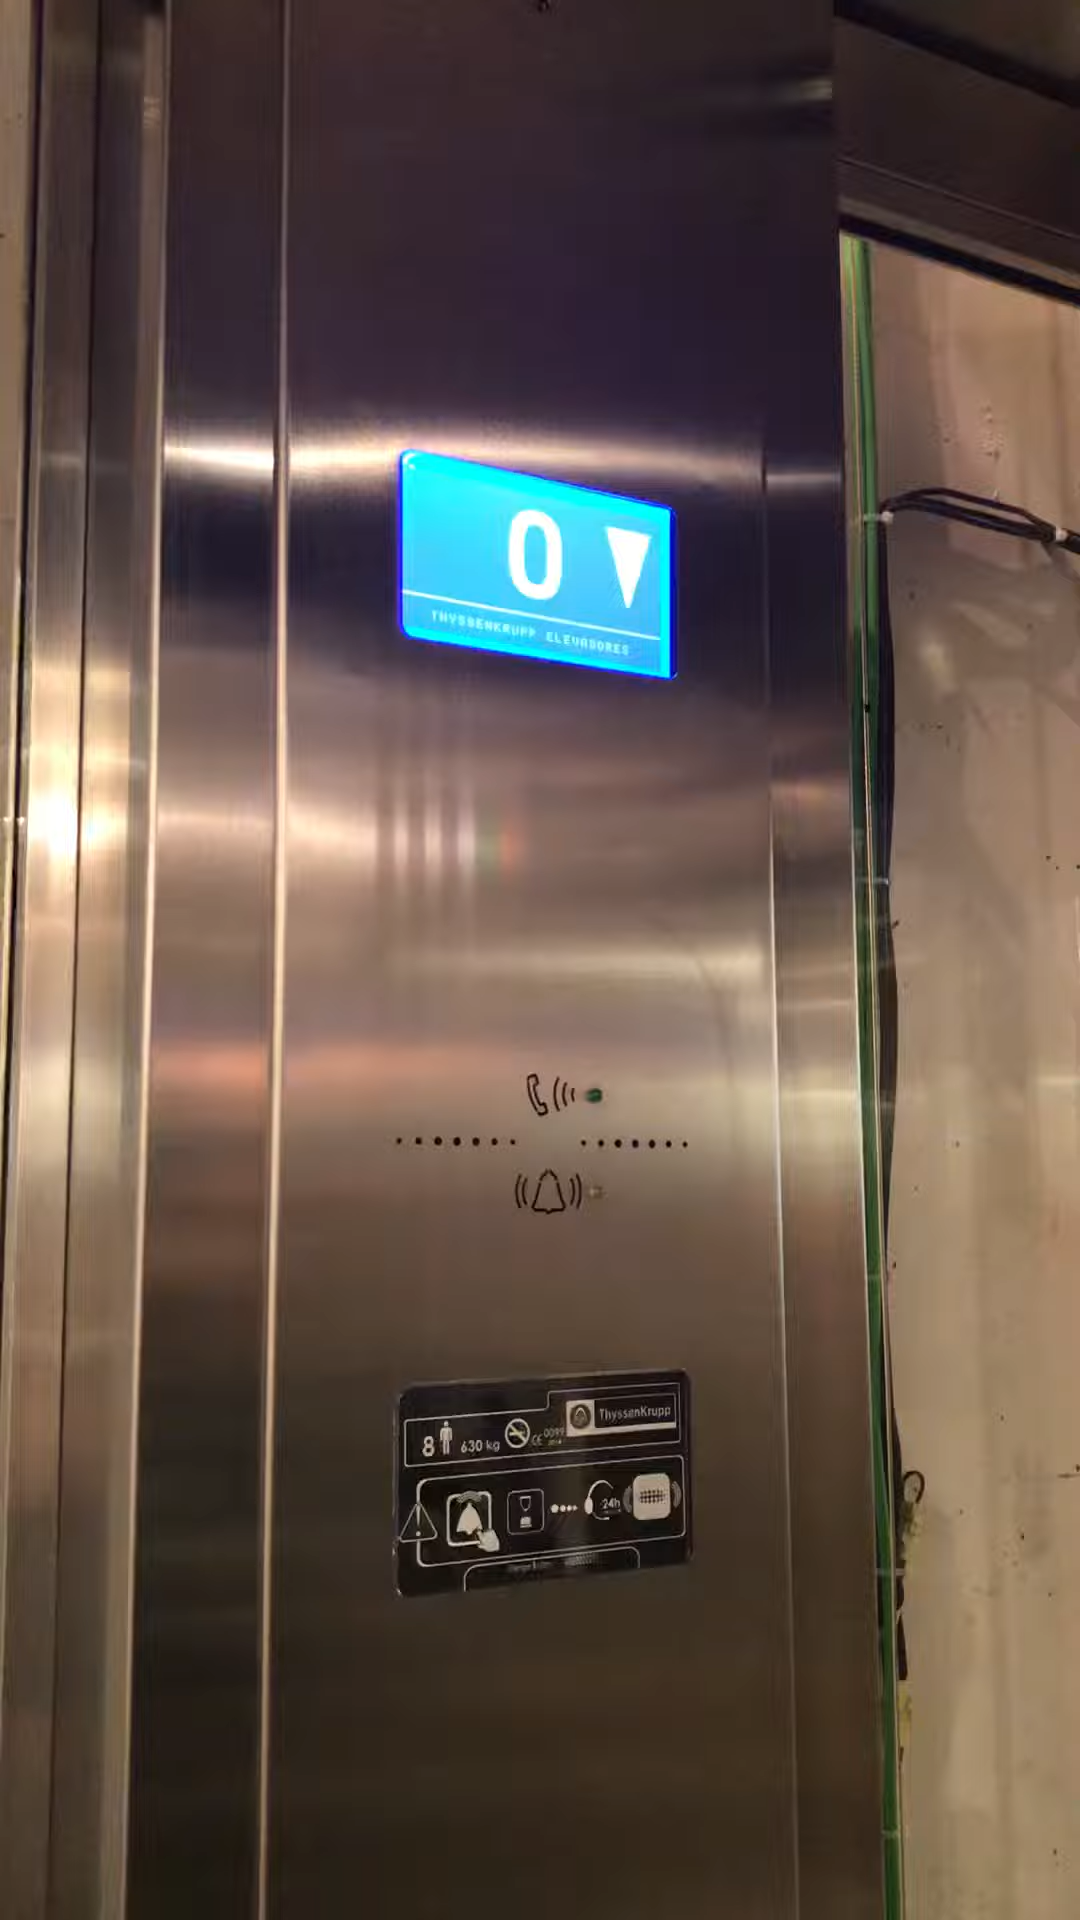 0
THYSSENKRUPP ELEVADORES
ThyssenKrupp
8 630 kg CE 0099
24h